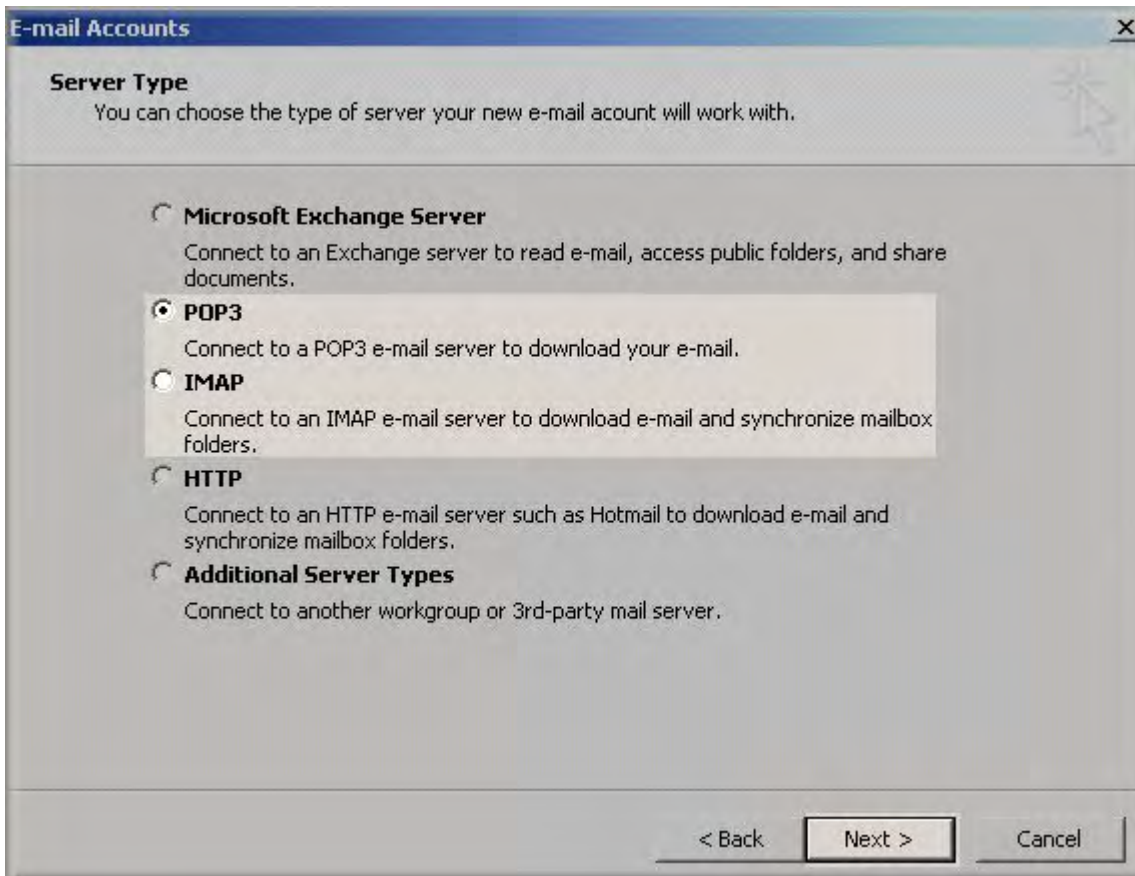 E-mail Accounts
Server Type
You can choose the type of server your new e-mail acount will work with.
Microsoft Exchange Server
Connect to an Exchange server to read e-mail, access public folders, and share
documents.
POP3
Connect to a POP3 e-mail server to download your e-mail.
IMAP
Connect to an IMAP e-mail server to download e-mail and synchronize mailbox
folders.
HTTP
Connect to an HTTP e-mail server such as Hotmail to download e-mail and
synchronize mailbox folders.
Additional Server Types
Connect to another workgroup or 3rd-party mail server.
< Back Next > Cancel